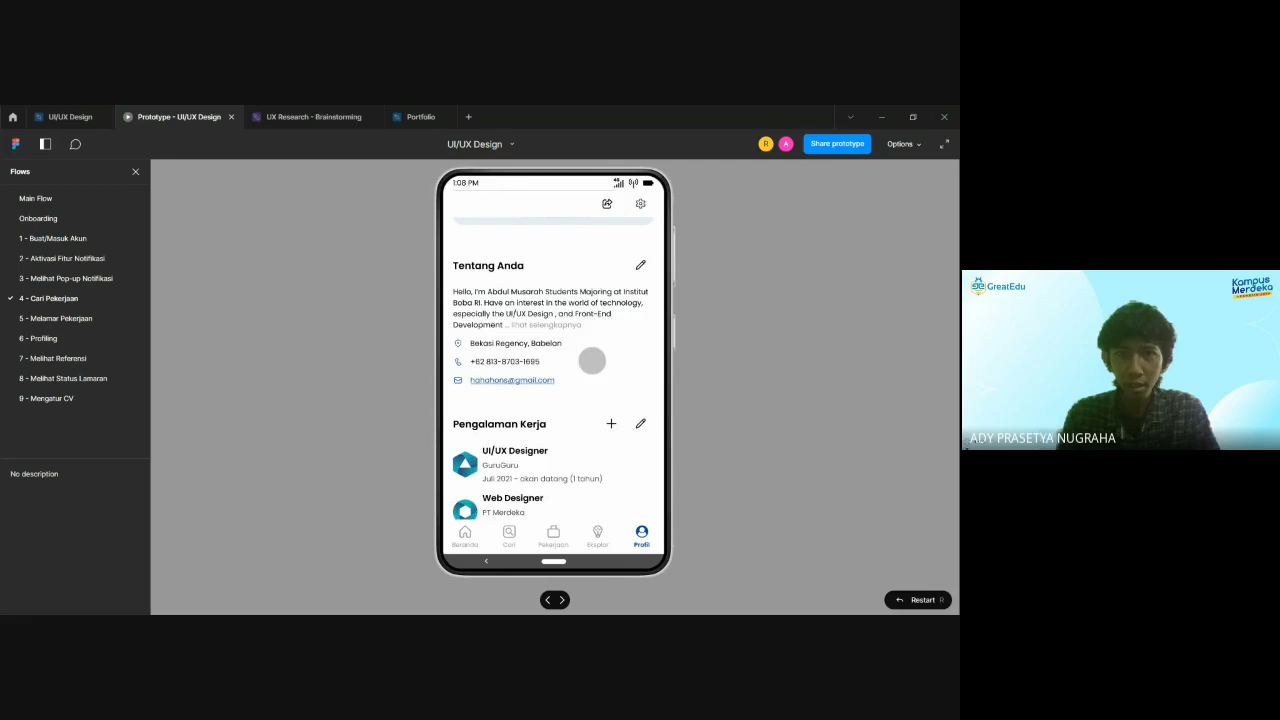 UI/UX Design
Prototype - UI/UX Design
UX Research - Brainstorming
Portfolio
UI/UX Design
R
A
Share prototype
Options
Flows
Main Flow
Onboarding
1 - Buat/Masuk Akun
2 - Aktivasi Fitur Notifikasi
3 - Melihat Pop-up Notifikasi
4 - Cari Pekerjaan
5 - Melamar Pekerjaan
6 - Profiling
7 - Melihat Referensi
8 - Melihat Status Lamaran
9 - Mengatur CV
No description
1:08 PM
4G
Tentang Anda
Hello, I'm Abdul Musarah Students Majoring at Institut
Boba RI. Have an interest in the world of technology,
especially the UI/UX Design , and Front-End
Development ... lihat selengkapnya
Bekasi Regency, Babelan
+62 813-8703-1695
hahahons@gmail.com
Pengalaman Kerja
UI/UX Designer
GuruGuru
Juli 2021 - akan datang (1 tahun)
Web Designer
PT Merdeka
Beranda
Cari
Pekerjaan
Eksplor
Profil
Restart R
GreatEdu
Kampus
Merdeka
ADY PRASETYA NUGRAHA